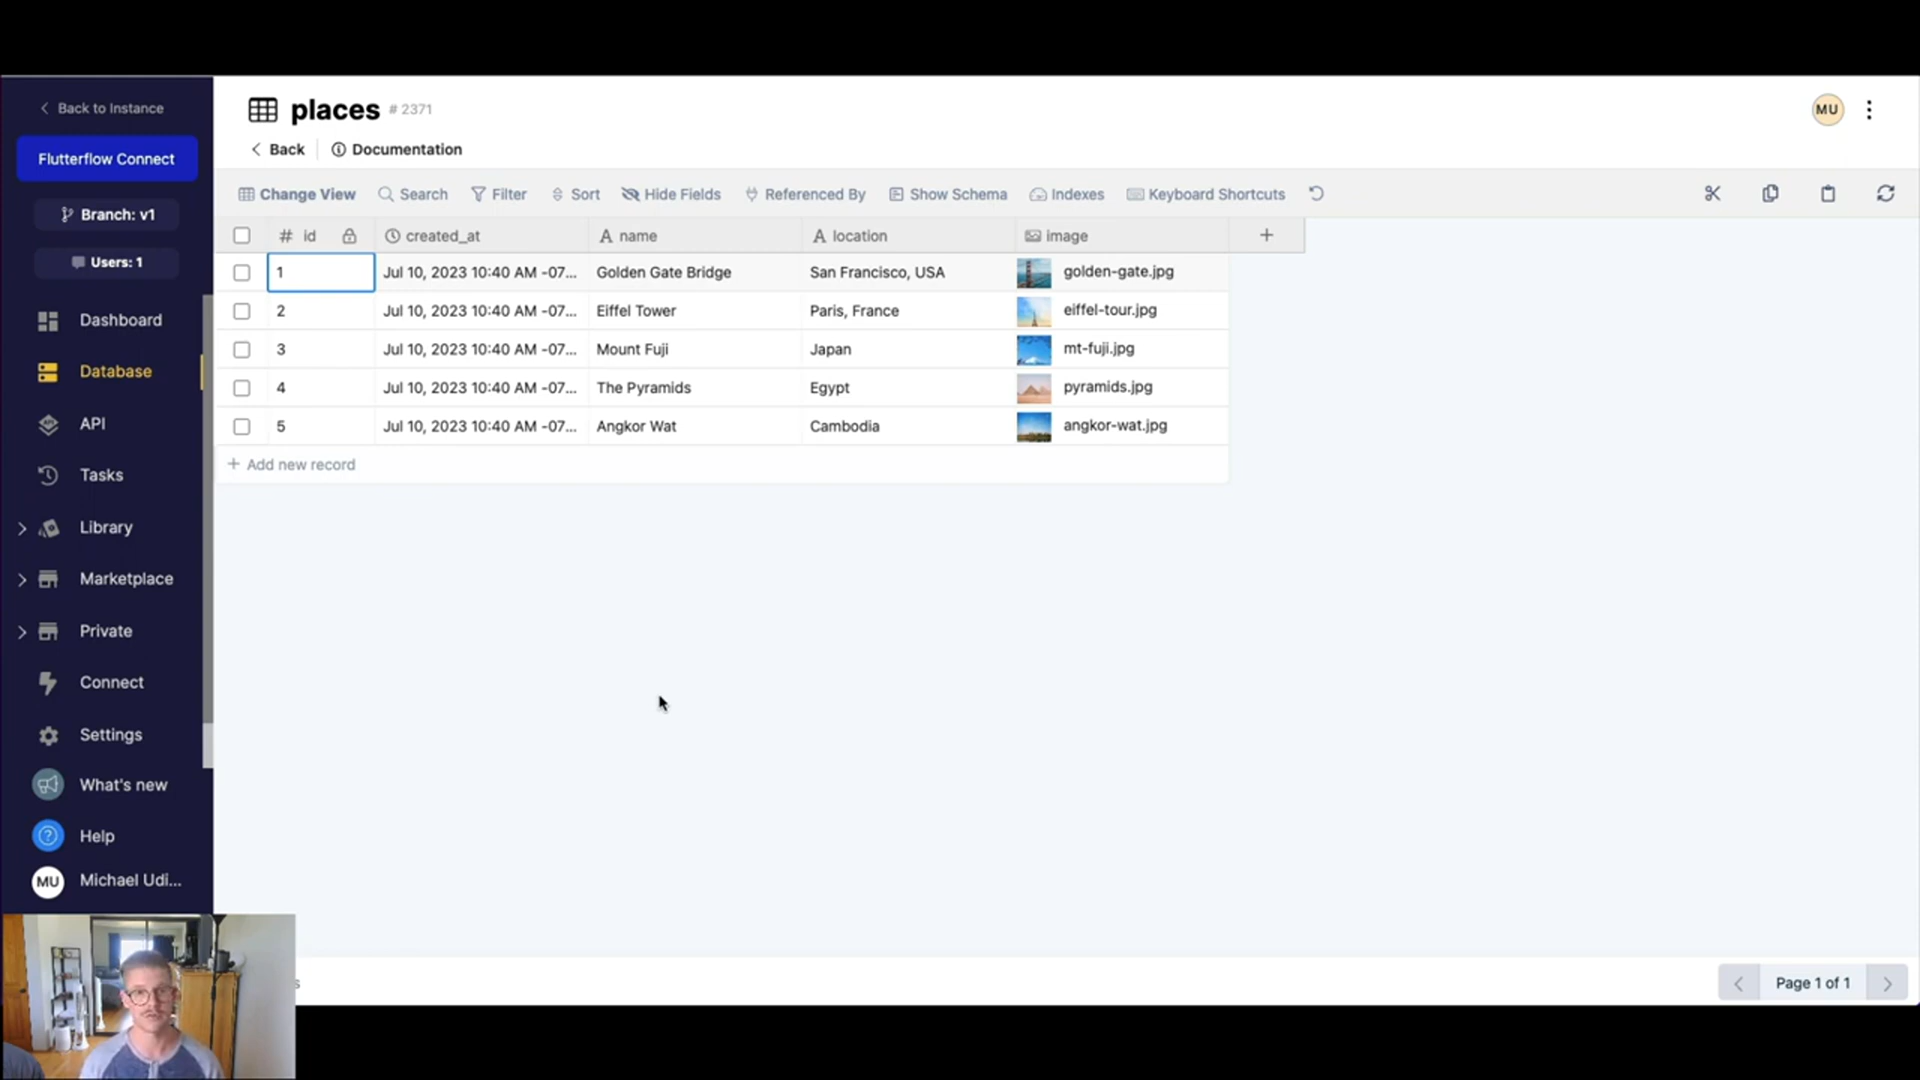 Back to Instance
Flutterflow Connect
Branch: v1
Users: 1
Dashboard
Database
API
Tasks
Library
Marketplace
Private
Connect
Settings
What's new
Help
MU Michael Udi...
places # 2371
MU
Back Documentation
Change View Search Filter Sort Hide Fields Referenced By Show Schema Indexes Keyboard Shortcuts
# id created_at A name A location image +
1 Jul 10, 2023 10:40 AM -07... Golden Gate Bridge San Francisco, USA golden-gate.jpg
2 Jul 10, 2023 10:40 AM -07... Eiffel Tower Paris, France eiffel-tour.jpg
3 Jul 10, 2023 10:40 AM -07... Mount Fuji Japan mt-fuji.jpg
4 Jul 10, 2023 10:40 AM -07... The Pyramids Egypt pyramids.jpg
5 Jul 10, 2023 10:40 AM -07... Angkor Wat Cambodia angkor-wat.jpg
+ Add new record
Page 1 of 1